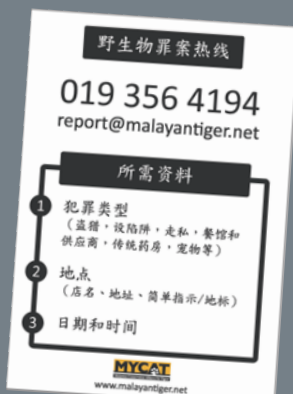 野生物罪案热线
019 356 4194
report@malayantiger.net
所需资料
1 犯罪类型
（盗猎，设陷阱，走私，餐馆和
供应商，传统药房，宠物等）
2 地点
（店名、地址、简单指示/地标）
3 日期和时间
MYCAT
www.malayantiger.net